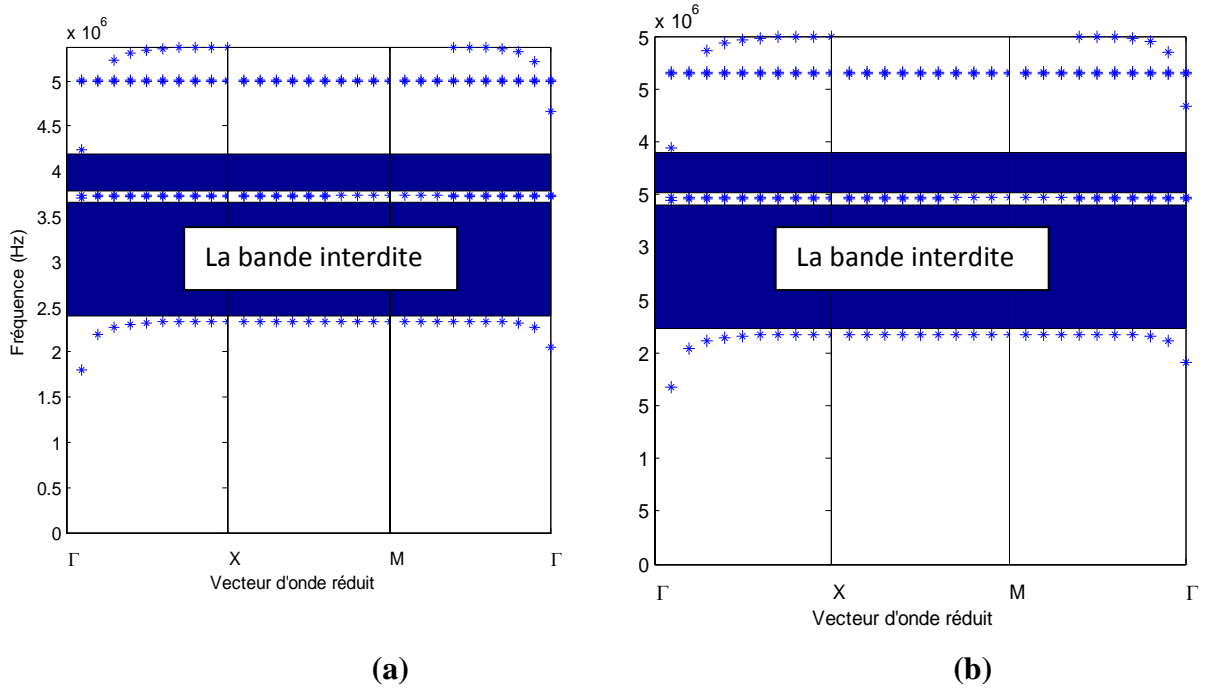 x 10^6
5
4.5
4
3.5
3
2.5
2
1.5
1
0.5
0
Fréquence (Hz)
La bande interdite
Γ X M Γ
Vecteur d'onde réduit
(a)
x 10^6
5
5
4
5
3
5
2
5
1
5
0
La bande interdite
Γ X M Γ
Vecteur d'onde réduit
(b)